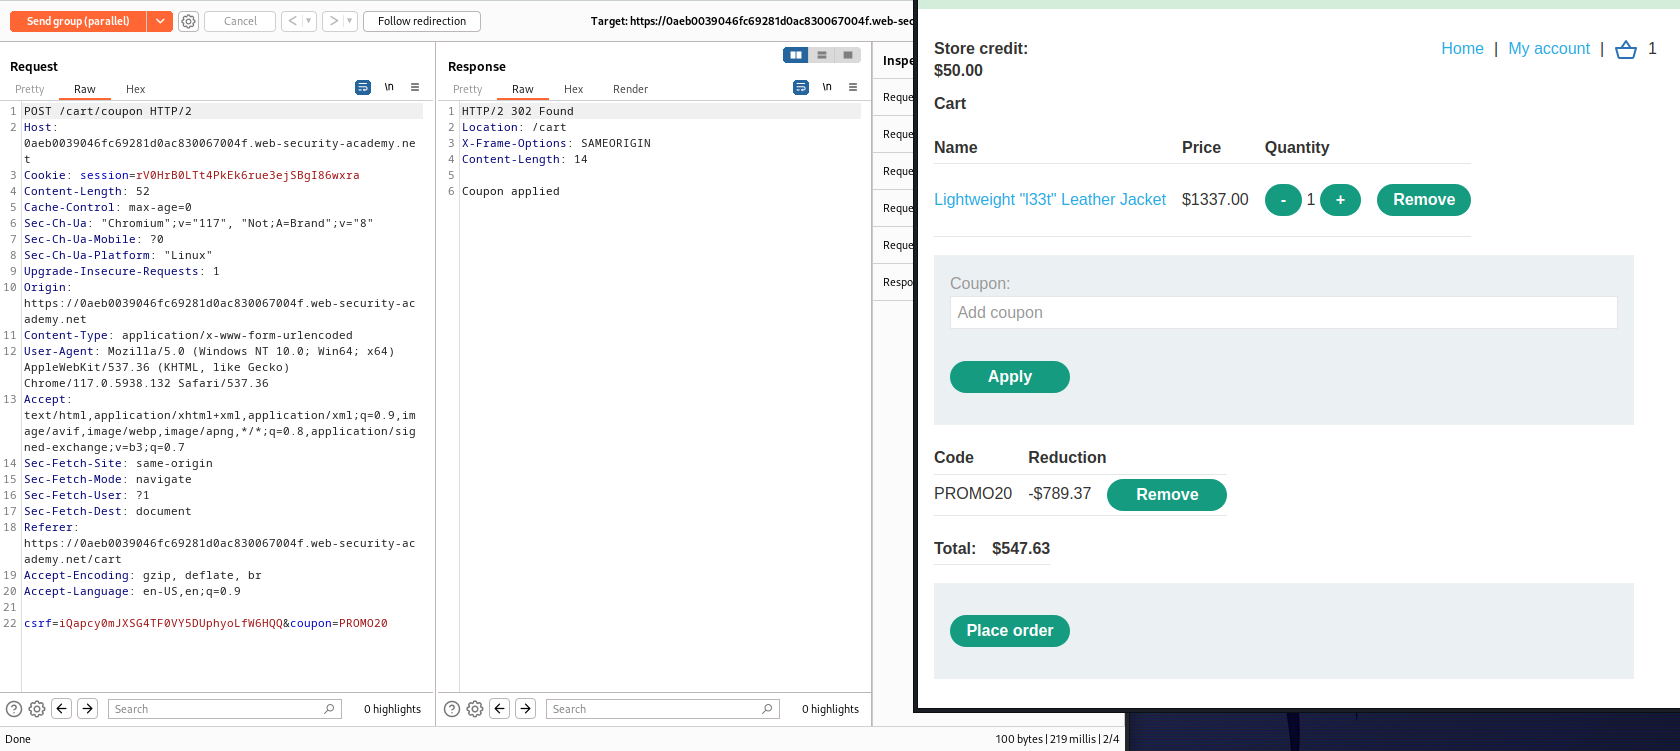 Send group (parallel)
Cancel
<
>
Follow redirection
Target: https://0aeb0039046fc69281d0ac830067004f.web-sec
Request
Pretty
Raw
Hex
\n
1 POST /cart/coupon HTTP/2
2 Host:
0aeb0039046fc69281d0ac830067004f.web-security-academy.ne
t
3 Cookie: session=rV0HrB0LTt4PkEk6rue3ejSBgI86wxra
4 Content-Length: 52
5 Cache-Control: max-age=0
6 Sec-Ch-Ua: "Chromium";v="117", "Not;A=Brand";v="8"
7 Sec-Ch-Ua-Mobile: ?0
8 Sec-Ch-Ua-Platform: "Linux"
9 Upgrade-Insecure-Requests: 1
10 Origin:
https://0aeb0039046fc69281d0ac830067004f.web-security-ac
ademy.net
11 Content-Type: application/x-www-form-urlencoded
12 User-Agent: Mozilla/5.0 (Windows NT 10.0; Win64; x64)
AppleWebKit/537.36 (KHTML, like Gecko)
Chrome/117.0.5938.132 Safari/537.36
13 Accept:
text/html,application/xhtml+xml,application/xml;q=0.9,im
age/avif,image/webp,image/apng,*/*;q=0.8,application/sig
ned-exchange;v=b3;q=0.7
14 Sec-Fetch-Site: same-origin
15 Sec-Fetch-Mode: navigate
16 Sec-Fetch-User: ?1
17 Sec-Fetch-Dest: document
18 Referer:
https://0aeb0039046fc69281d0ac830067004f.web-security-ac
ademy.net/cart
19 Accept-Encoding: gzip, deflate, br
20 Accept-Language: en-US,en;q=0.9
21
22 csrf=iQapcy0mJXSG4TF0VY5DUphyoLfW6HQQ&coupon=PROMO20
Search
0 highlights
Response
Pretty
Raw
Hex
Render
\n
1 HTTP/2 302 Found
2 Location: /cart
3 X-Frame-Options: SAMEORIGIN
4 Content-Length: 14
5
6 Coupon applied
Search
0 highlights
Inspe
Reque
Reque
Reque
Reque
Reque
Respo
Done
100 bytes | 219 millis | 2/4
Store credit:
$50.00
Home | My account | 1
Cart
Name Price Quantity
Lightweight "l33t" Leather Jacket $1337.00 - 1 + Remove
Coupon:
Add coupon
Apply
Code Reduction
PROMO20 -$789.37 Remove
Total: $547.63
Place order